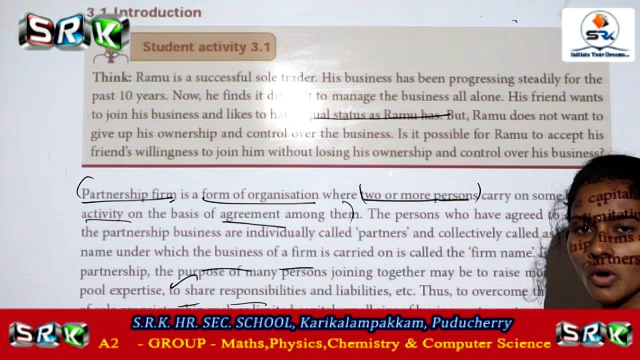 3.1 Introduction
S.R.K
S.R.K
SRK
Initiate Your Dreams...
Student activity 3.1
Think: Ramu is a successful sole trader. His business has been progressing steadily for the
past 10 years. Now, he finds it to manage the business all alone. His friend wants
to join his business and likes to status as Ramu has. But, Ramu does not want to
give up his ownership and control over the business. Is it possible for Ramu to accept his
friend's willingness to join him without losing his ownership and control over his business?
Partnership firm is a form of organisation where two or more persons carry on some
activity on the basis of agreement among them. The persons who have agreed to
the partnership business are individually called 'partners' and collectively called
name under which the business of a firm is carried on is called the 'firm name'.
partnership, the purpose of many persons joining together may be to raise
pool expertise, to share responsibilities and liabilities, etc. Thus, to overcome
S.R.K
S.R.K. HR. SEC. SCHOOL, Karikalampakkam, Puducherry
A2 - GROUP - Maths,Physics,Chemistry & Computer Science
S.R.K